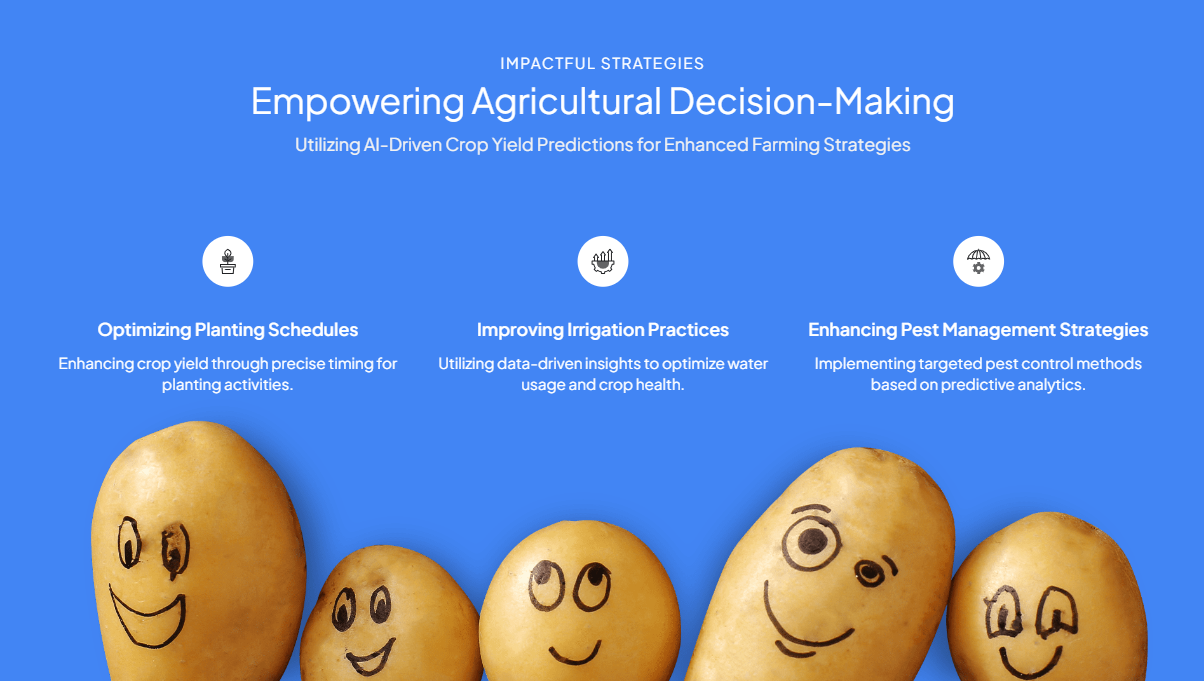 IMPACTFUL STRATEGIES
Empowering Agricultural Decision-Making
Utilizing AI-Driven Crop Yield Predictions for Enhanced Farming Strategies
Optimizing Planting Schedules
Enhancing crop yield through precise timing for
planting activities.
Improving Irrigation Practices
Utilizing data-driven insights to optimize water
usage and crop health.
Enhancing Pest Management Strategies
Implementing targeted pest control methods
based on predictive analytics.